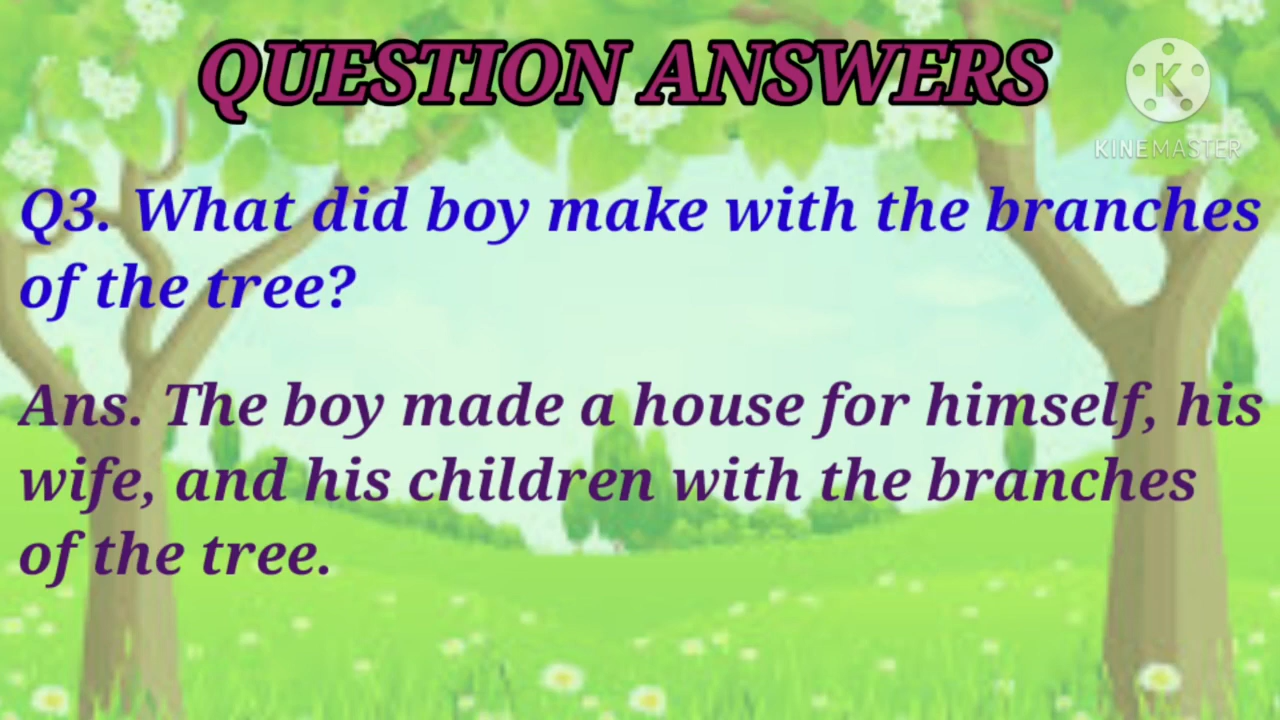 QUESTION ANSWERS
KINEMASTER
Q3. What did boy make with the branches
of the tree?
Ans. The boy made a house for himself, his
wife, and his children with the branches
of the tree.